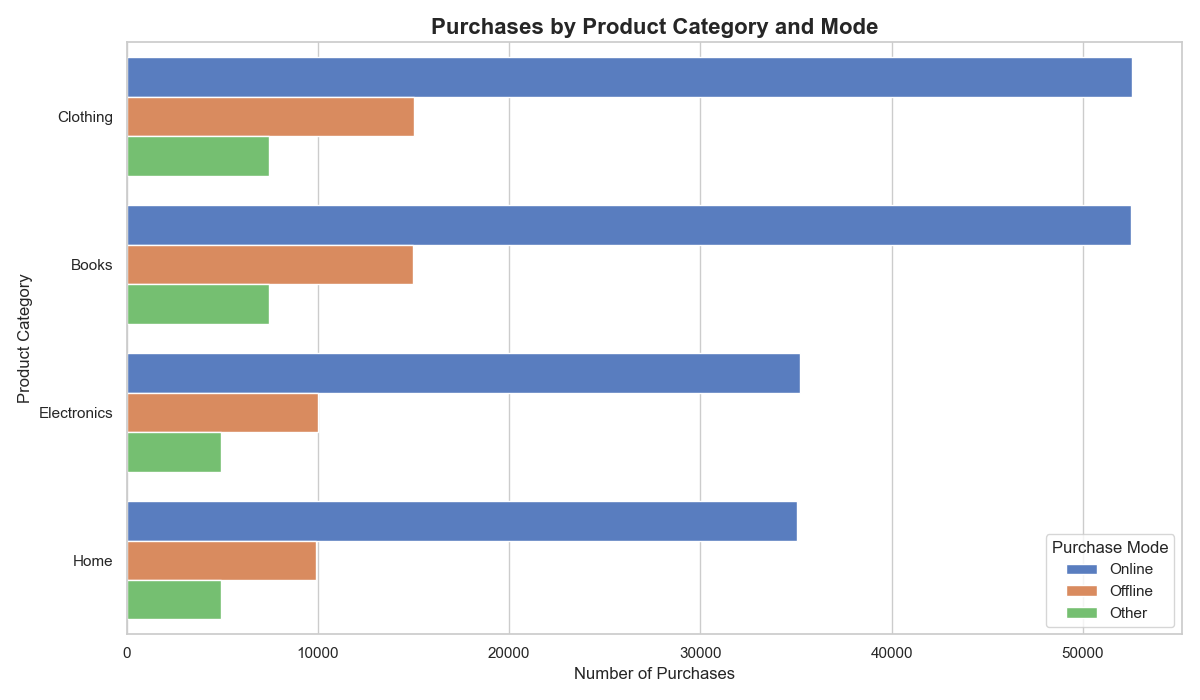 Purchases by Product Category and Mode
Clothing
Books
Electronics
Home
Product Category
0 10000 20000 30000 40000 50000
Number of Purchases
Purchase Mode
Online
Offline
Other